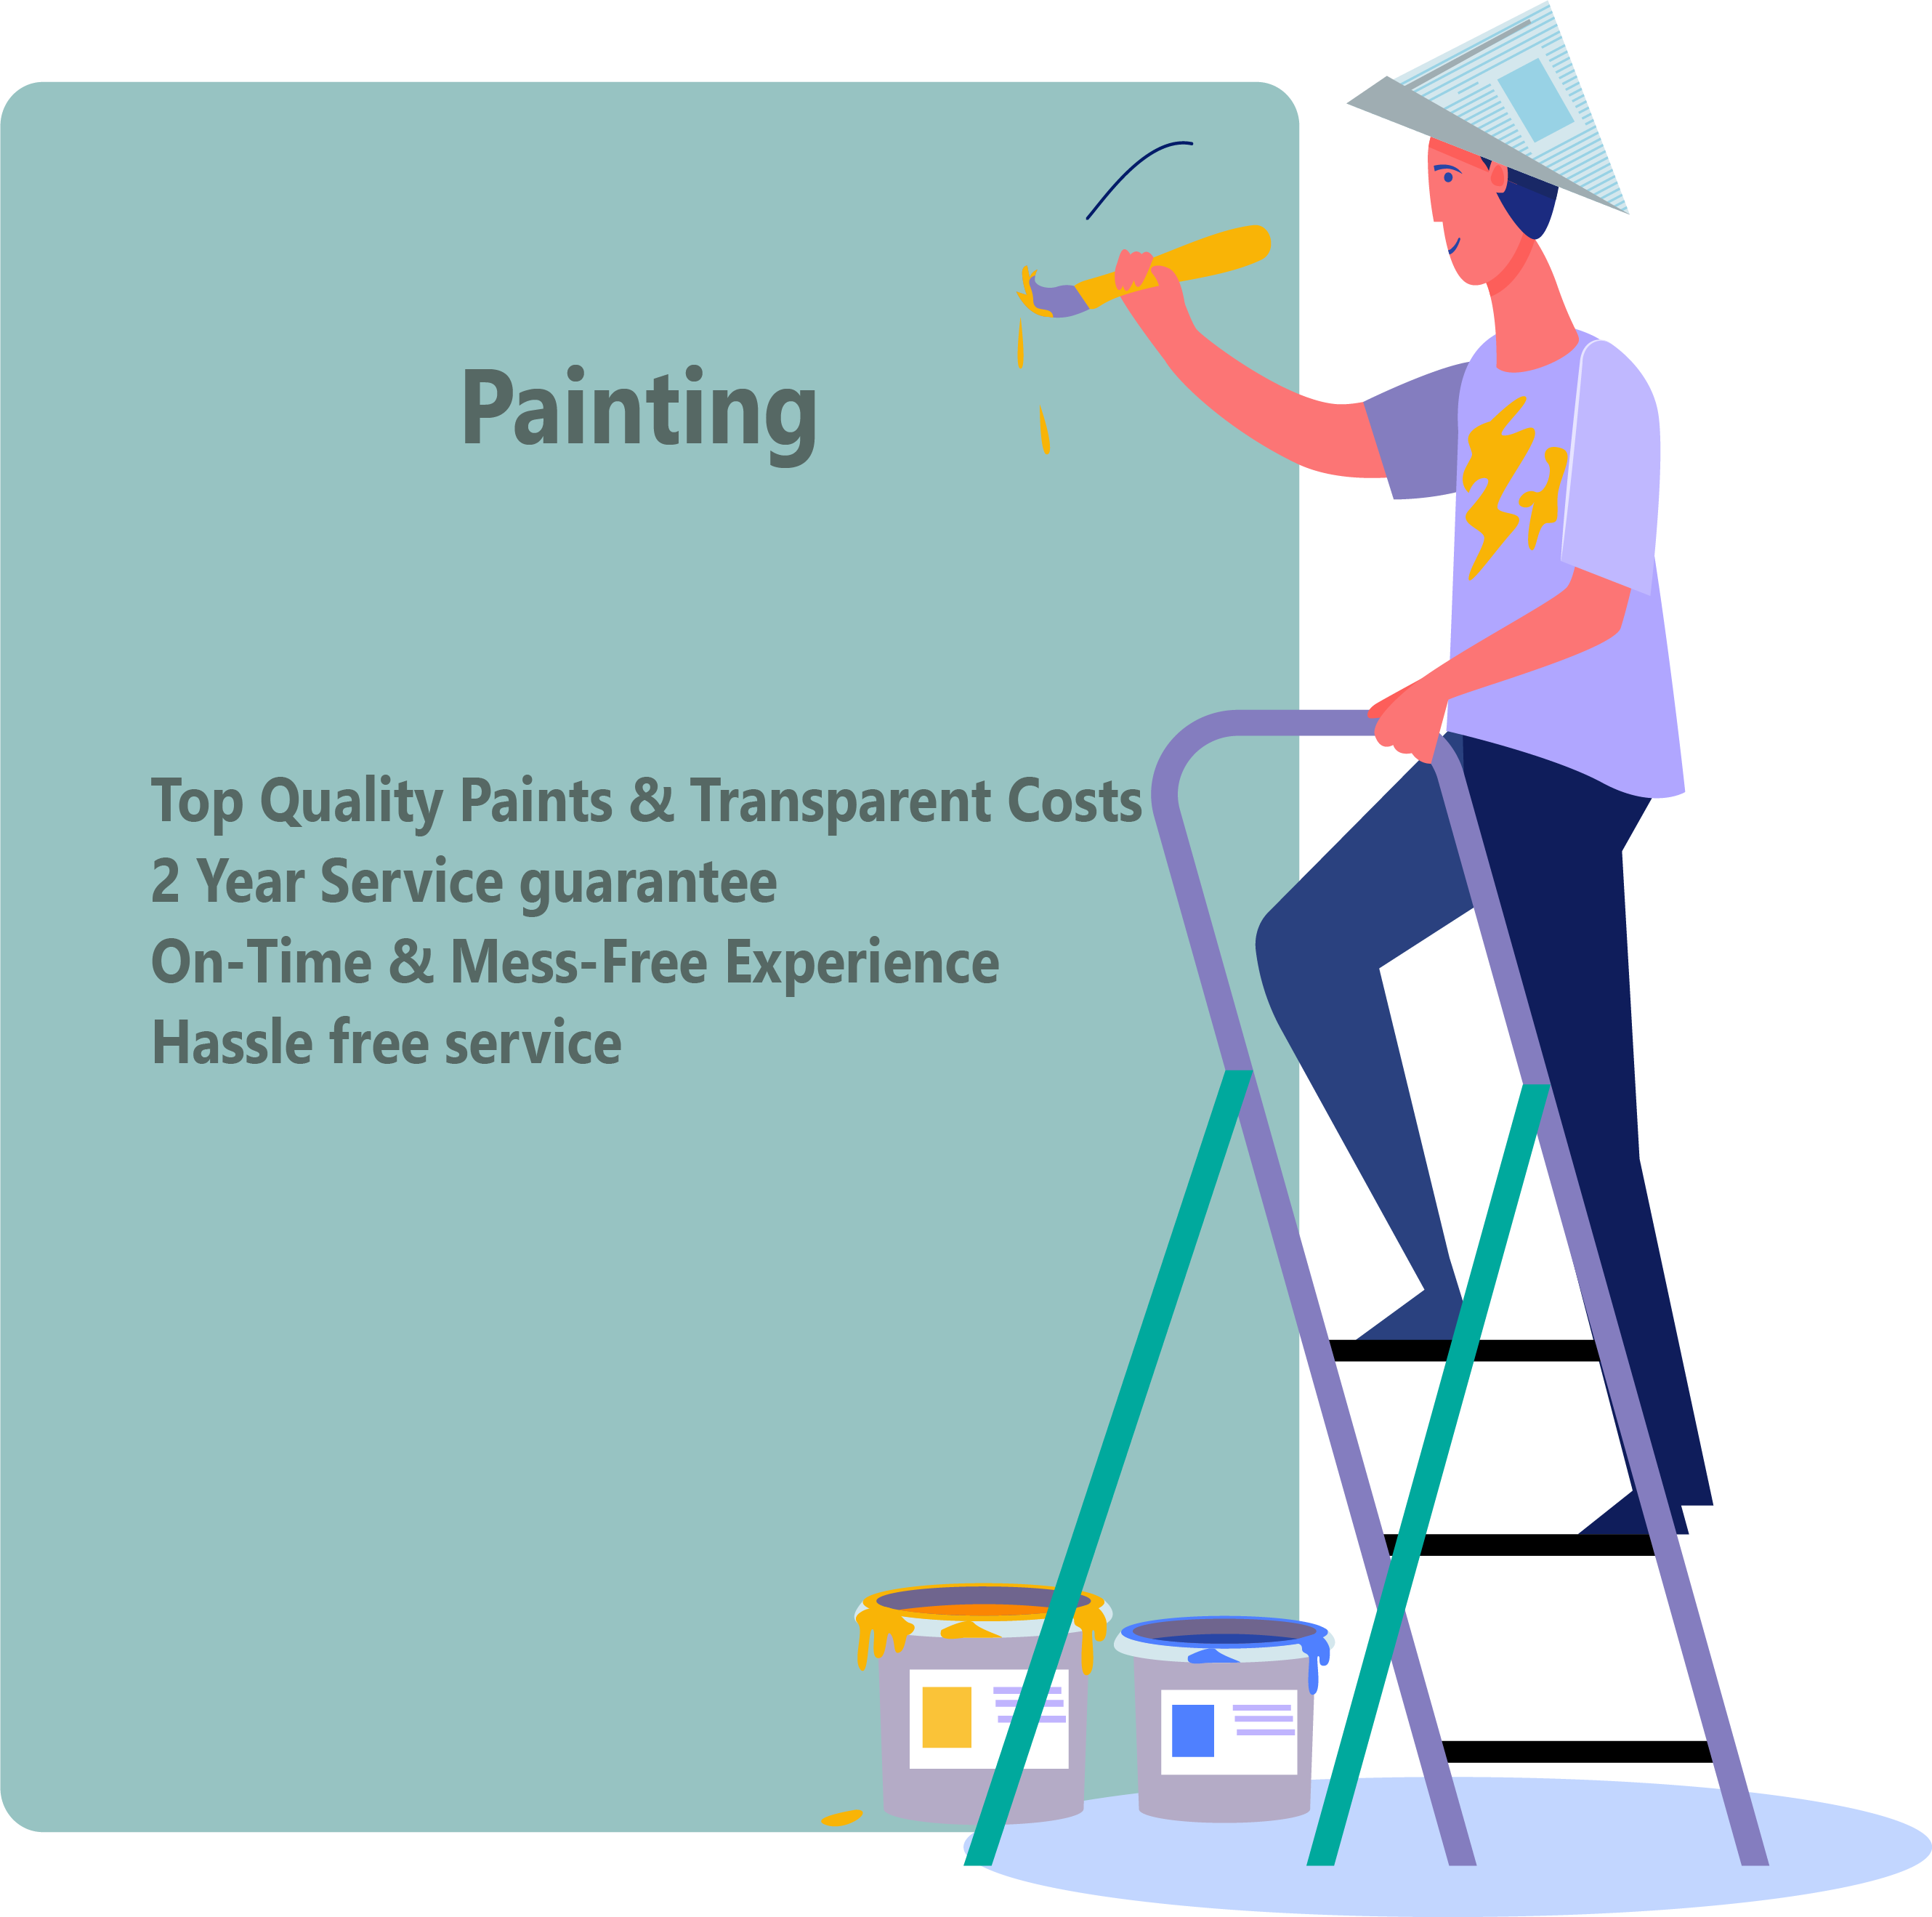 Painting
Top Quality Paints & Transparent Costs
2 Year Service guarantee
On-Time & Mess-Free Experience
Hassle free service